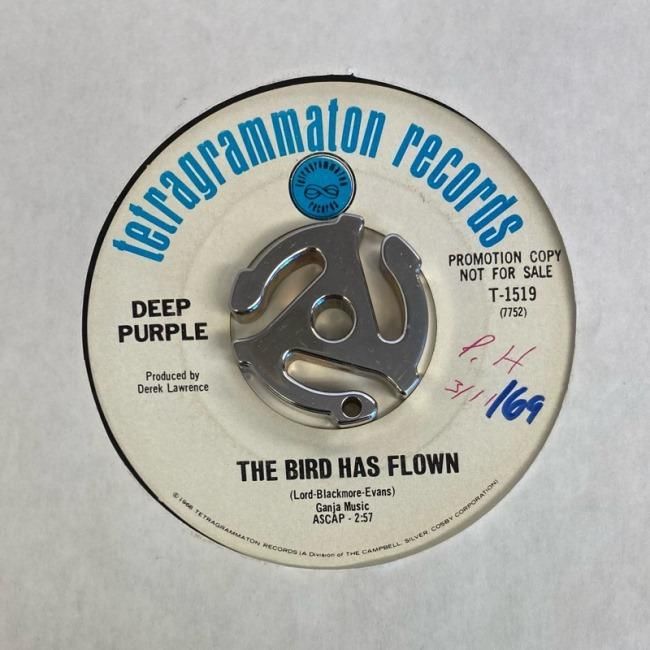 tetragrammaton records
tetragrammaton
records
PROMOTION COPY
NOT FOR SALE
T-1519
(7752)
DEEP
PURPLE
Produced by
Derek Lawrence
P. H
3/11/69
THE BIRD HAS FLOWN
(Lord-Blackmore-Evans)
Ganja Music
ASCAP - 2:57
©1968 TETRAGRAMMATON RECORDS (A Division of THE CAMPBELL, SILVER, COSBY CORPORATION)